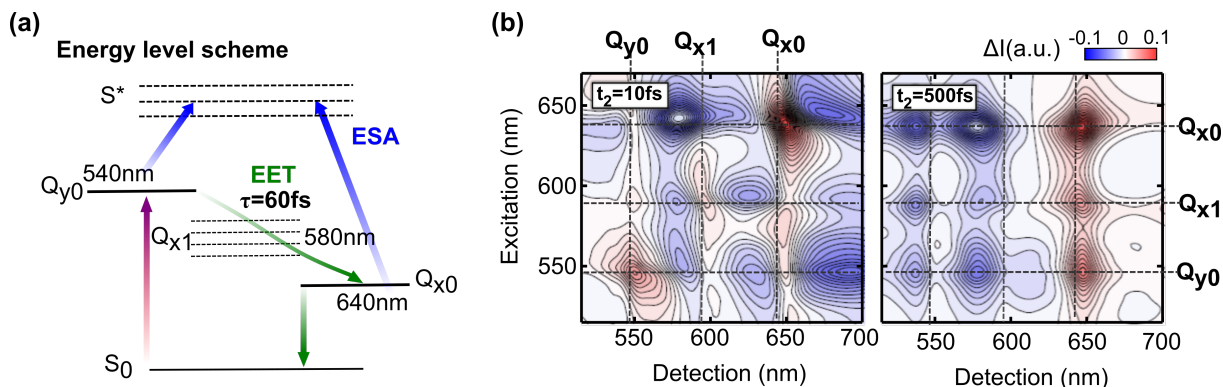 (a)
Energy level scheme
S*
ESA
540nm
EET
Qy0
τ=60fs
Qx1
580nm
Qx0
640nm
S0
(b)
Qy0 Qx1 Qx0
ΔI(a.u.)
-0.1 0 0.1
t2=10fs
t2=500fs
650
600
550
Excitation (nm)
Qx0
Qx1
Qy0
550 600 650 700
550 600 650 700
Detection (nm)
Detection (nm)